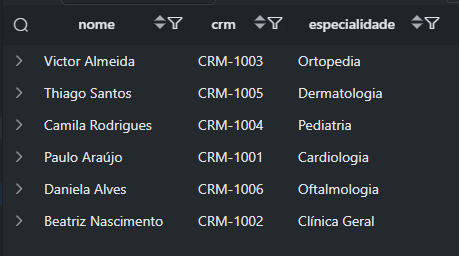 nome crm especialidade
Victor Almeida CRM-1003 Ortopedia
Thiago Santos CRM-1005 Dermatologia
Camila Rodrigues CRM-1004 Pediatria
Paulo Araújo CRM-1001 Cardiologia
Daniela Alves CRM-1006 Oftalmologia
Beatriz Nascimento CRM-1002 Clínica Geral